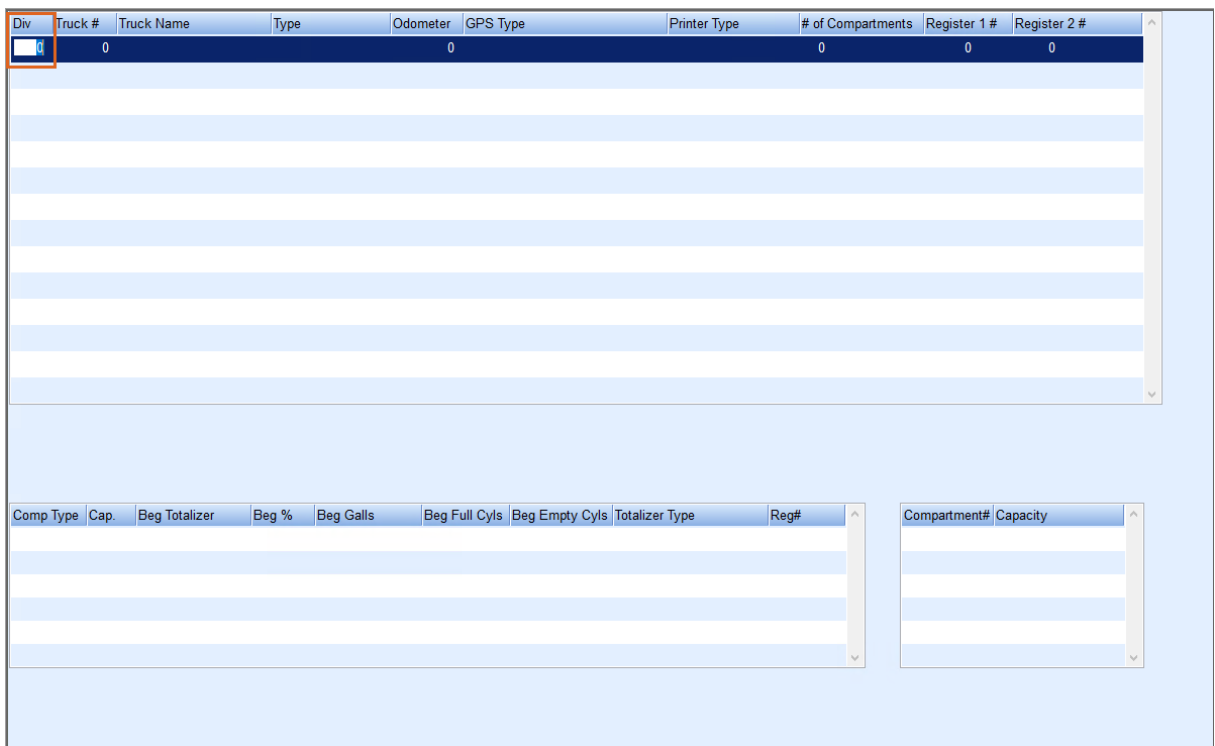 Div Truck # Truck Name Type Odometer GPS Type Printer Type # of Compartments Register 1 # Register 2 #
0 0 0 0 0 0
Comp Type Cap. Beg Totalizer Beg % Beg Galls Beg Full Cyls Beg Empty Cyls Totalizer Type Reg# Compartment# Capacity